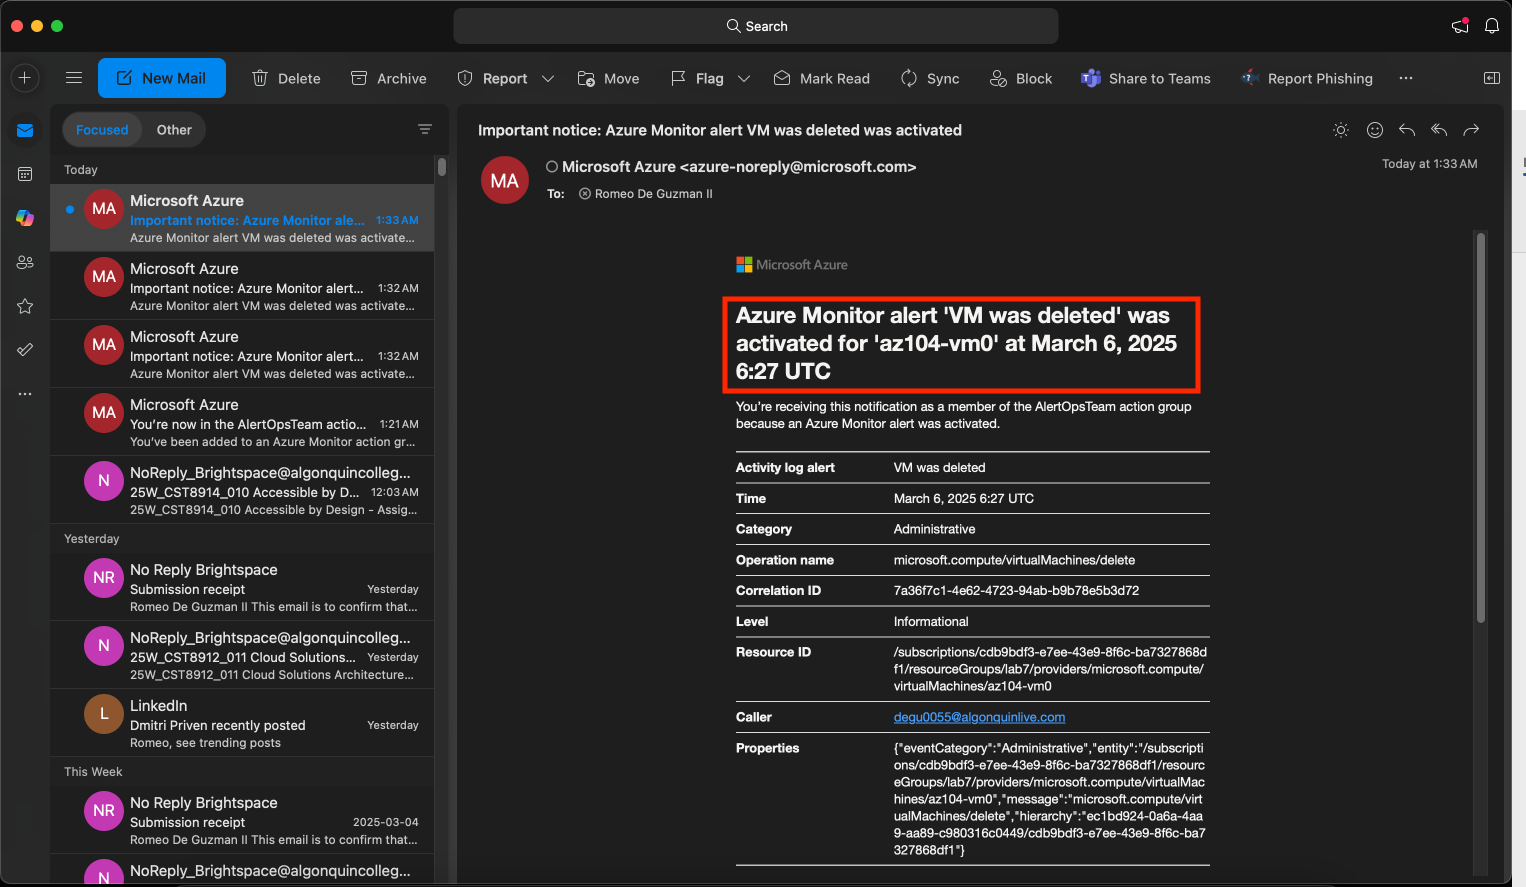 Search
New Mail
Delete
Archive
Report
Move
Flag
Mark Read
Sync
Block
Share to Teams
Report Phishing
Focused
Other
Today
MA
Microsoft Azure
Important notice: Azure Monitor ale... 1:33 AM
Azure Monitor alert VM was deleted was activate...
MA
Microsoft Azure
Important notice: Azure Monitor alert... 1:32 AM
Azure Monitor alert VM was deleted was activate...
MA
Microsoft Azure
Important notice: Azure Monitor alert... 1:32 AM
Azure Monitor alert VM was deleted was activate...
MA
Microsoft Azure
You're now in the AlertOpsTeam actio... 1:21 AM
You've been added to an Azure Monitor action gr...
N
NoReply_Brightspace@algonquincolleg...
25W_CST8914_010 Accessible by D... 12:03 AM
25W_CST8914_010 Accessible by Design - Assig...
Yesterday
NR
No Reply Brightspace
Submission receipt Yesterday
Romeo De Guzman II This email is to confirm that...
N
NoReply_Brightspace@algonquincolleg...
25W_CST8912_011 Cloud Solutions... Yesterday
25W_CST8912_011 Cloud Solutions Architecture...
L
LinkedIn
Dmitri Priven recently posted Yesterday
Romeo, see trending posts
This Week
NR
No Reply Brightspace
Submission receipt 2025-03-04
Romeo De Guzman II This email is to confirm that...
N
NoReply_Brightspace@algonquincolleg...
Important notice: Azure Monitor alert VM was deleted was activated
MA
Microsoft Azure <azure-noreply@microsoft.com>
Today at 1:33 AM
To: Romeo De Guzman II
Microsoft Azure
Azure Monitor alert 'VM was deleted' was
activated for 'az104-vm0' at March 6, 2025
6:27 UTC
You're receiving this notification as a member of the AlertOpsTeam action group
because an Azure Monitor alert was activated.
Activity log alert VM was deleted
Time March 6, 2025 6:27 UTC
Category Administrative
Operation name microsoft.compute/virtualMachines/delete
Correlation ID 7a36f7c1-4e62-4723-94ab-b9b78e5b3d72
Level Informational
Resource ID /subscriptions/cdb9bdf3-e7ee-43e9-8f6c-ba7327868d
f1/resourceGroups/lab7/providers/microsoft.compute/
virtualMachines/az104-vm0
Caller degu0055@algonquinlive.com
Properties {"eventCategory":"Administrative","entity":"/subscripti
ons/cdb9bdf3-e7ee-43e9-8f6c-ba7327868df1/resourc
eGroups/lab7/providers/microsoft.compute/virtualMac
hines/az104-vm0","message":"microsoft.compute/virt
ualMachines/delete","hierarchy":"ec1bd924-0a6a-4aa
9-aa89-c980316c0449/cdb9bdf3-e7ee-43e9-8f6c-ba7
327868df1"}